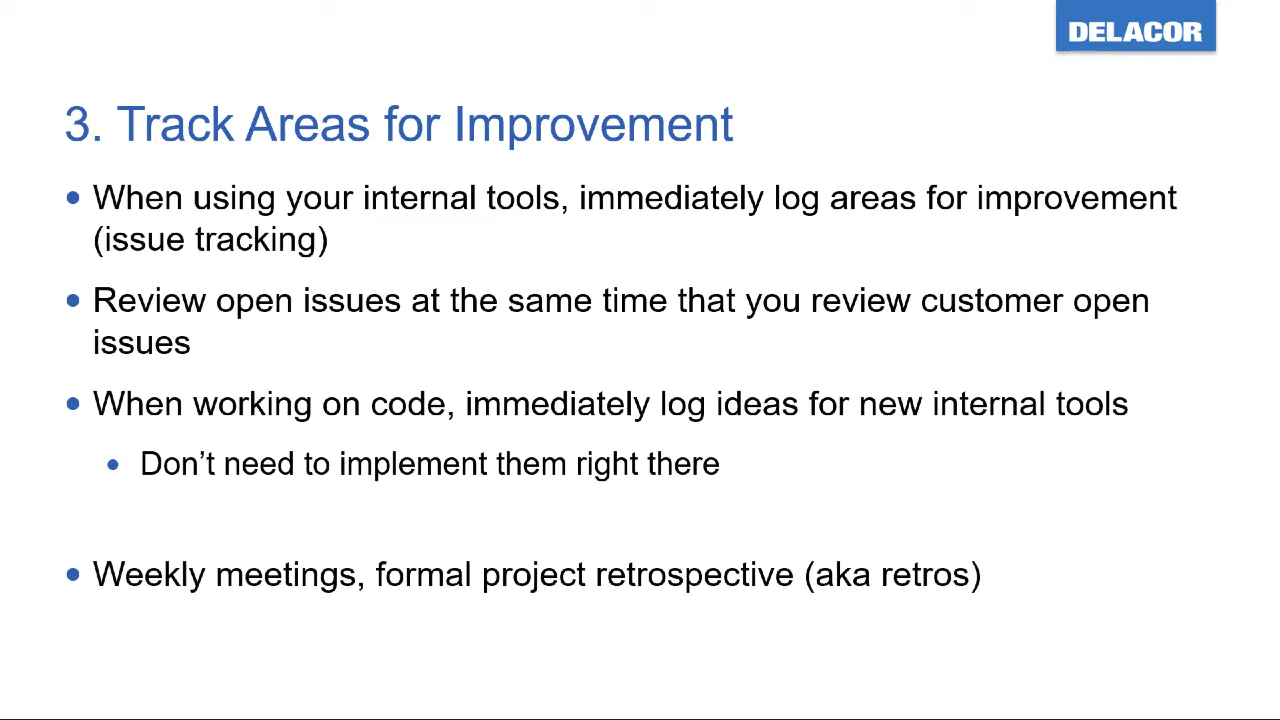 DELACOR
3. Track Areas for Improvement
• When using your internal tools, immediately log areas for improvement
(issue tracking)
• Review open issues at the same time that you review customer open
issues
• When working on code, immediately log ideas for new internal tools
• Don’t need to implement them right there
• Weekly meetings, formal project retrospective (aka retros)